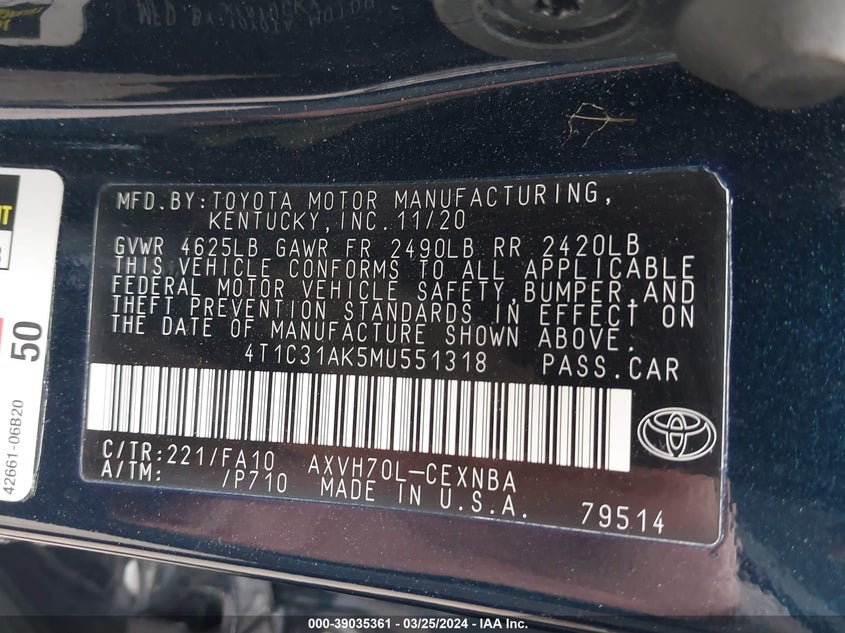 MFD.BY:TOYOTA MOTOR MANUFACTURING,
KENTUCKY,INC.11/20
GVWR 4625LB GAWR FR 2490LB RR 2420LB
THIS VEHICLE CONFORMS TO ALL APPLICABLE
FEDERAL MOTOR VEHICLE SAFETY,BUMPER,AND
THEFT PREVENTION STANDARDS IN EFFECT ON
THE DATE OF MANUFACTURE SHOWN ABOVE.
4T1C31AK5MU551318 PASS.CAR
C/TR:221/FA10 AXVH70L-CEXNBA
A/TM: /P710 MADE IN U.S.A. 79514
50
42661-06B20
000-39035361 / 03/25/2024 - IAA Inc.